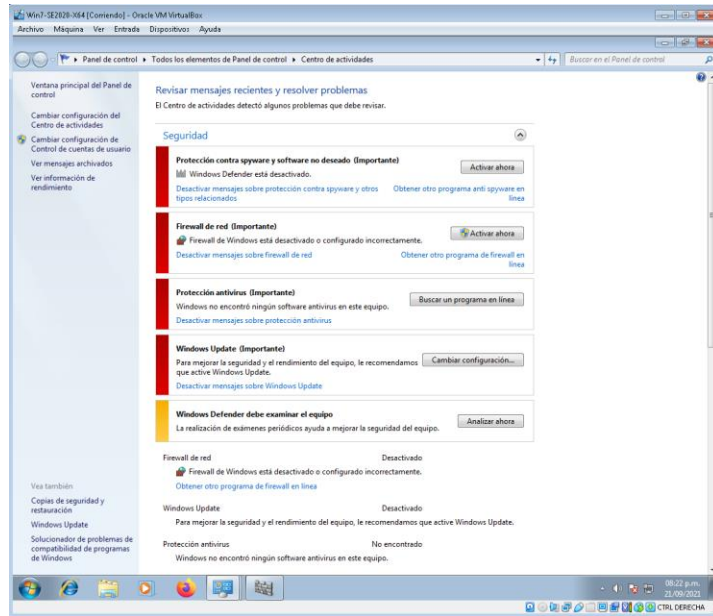 Win7-SE2020-X64 [Corriendo] - Oracle VM VirtualBox
Archivo Máquina Ver Entrada Dispositivos Ayuda
Panel de control Todos los elementos de Panel de control Centro de actividades
Buscar en el Panel de control
Ventana principal del Panel de
control
Cambiar configuración del
Centro de actividades
Cambiar configuración de
Control de cuentas de usuario
Ver mensajes archivados
Ver información de
rendimiento
Revisar mensajes recientes y resolver problemas
El Centro de actividades detectó algunos problemas que debe revisar.
Seguridad
Protección contra spyware y software no deseado (Importante)
Windows Defender está desactivado.
Activar ahora
Desactivar mensajes sobre protección contra spyware y otros
tipos relacionados
Obtener otro programa anti spyware en
línea
Firewall de red (Importante)
Firewall de Windows está desactivado o configurado incorrectamente.
Activar ahora
Desactivar mensajes sobre firewall de red
Obtener otro programa de firewall en
línea
Protección antivirus (Importante)
Windows no encontró ningún software antivirus en este equipo.
Buscar un programa en línea
Desactivar mensajes sobre protección antivirus
Windows Update (Importante)
Para mejorar la seguridad y el rendimiento del equipo, le recomendamos
que active Windows Update.
Cambiar configuración...
Desactivar mensajes sobre Windows Update
Windows Defender debe examinar el equipo
La realización de exámenes periódicos ayuda a mejorar la seguridad del equipo.
Analizar ahora
Firewall de red Desactivado
Firewall de Windows está desactivado o configurado incorrectamente.
Obtener otro programa de firewall en línea
Windows Update Desactivado
Para mejorar la seguridad y el rendimiento del equipo, le recomendamos que active Windows Update.
Protección antivirus No encontrado
Windows no encontró ningún software antivirus en este equipo.
Vea también
Copias de seguridad y
restauración
Windows Update
Solucionador de problemas de
compatibilidad de programas
de Windows
08:22 p.m.
21/09/2021
CTRL DERECHA